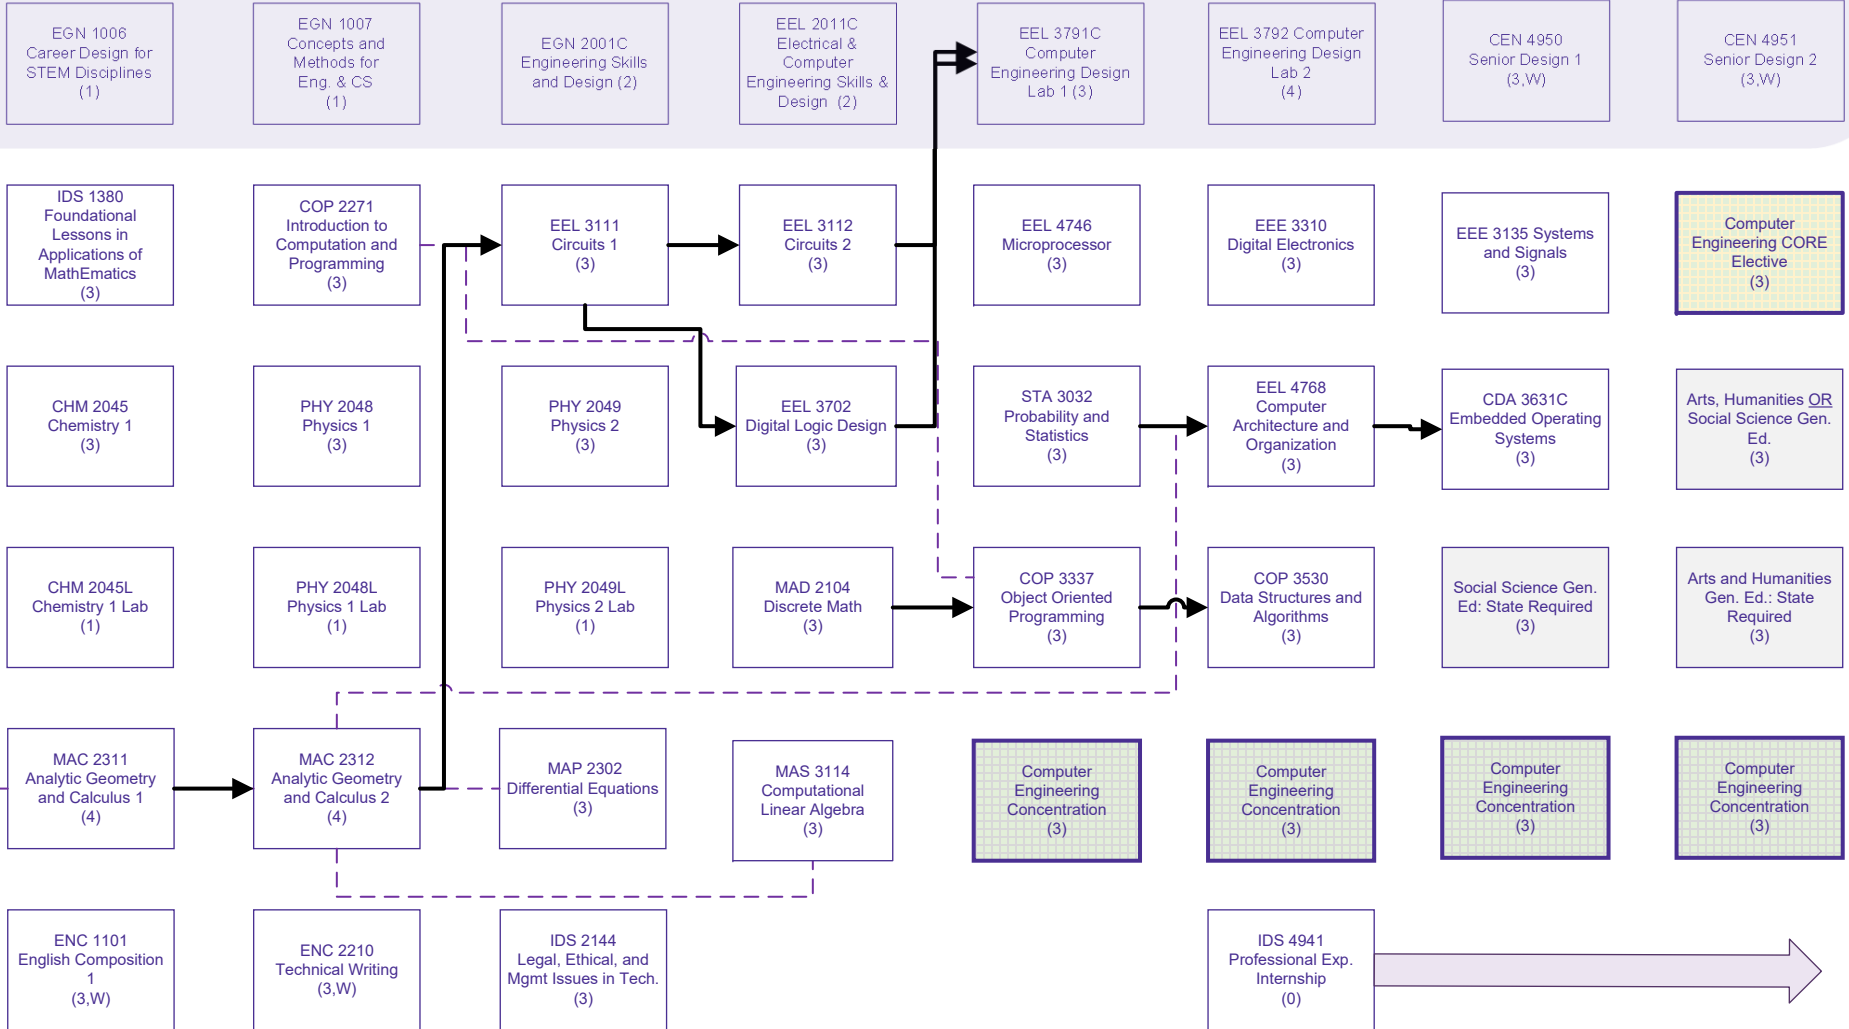 EGN 1006
Career Design for
STEM Disciplines
(1)
EGN 1007
Concepts and
Methods for
Eng. & CS
(1)
EGN 2001C
Engineering Skills
and Design (2)
EEL 2011C
Electrical &
Computer
Engineering Skills &
Design (2)
EEL 3791C
Computer
Engineering Design
Lab 1 (3)
EEL 3792 Computer
Engineering Design
Lab 2
(4)
CEN 4950
Senior Design 1
(3,W)
CEN 4951
Senior Design 2
(3,W)
IDS 1380
Foundational
Lessons in
Applications of
MathEmatics
(3)
COP 2271
Introduction to
Computation and
Programming
(3)
EEL 3111
Circuits 1
(3)
EEL 3112
Circuits 2
(3)
EEL 4746
Microprocessor
(3)
EEE 3310
Digital Electronics
(3)
EEE 3135 Systems
and Signals
(3)
Computer
Engineering CORE
Elective
(3)
CHM 2045
Chemistry 1
(3)
PHY 2048
Physics 1
(3)
PHY 2049
Physics 2
(3)
EEL 3702
Digital Logic Design
(3)
STA 3032
Probability and
Statistics
(3)
EEL 4768
Computer
Architecture and
Organization
(3)
CDA 3631C
Embedded Operating
Systems
(3)
Arts, Humanities OR
Social Science Gen.
Ed.
(3)
CHM 2045L
Chemistry 1 Lab
(1)
PHY 2048L
Physics 1 Lab
(1)
PHY 2049L
Physics 2 Lab
(1)
MAD 2104
Discrete Math
(3)
COP 3337
Object Oriented
Programming
(3)
COP 3530
Data Structures and
Algorithms
(3)
Social Science Gen.
Ed: State Required
(3)
Arts and Humanities
Gen. Ed.: State
Required
(3)
MAC 2311
Analytic Geometry
and Calculus 1
(4)
MAC 2312
Analytic Geometry
and Calculus 2
(4)
MAP 2302
Differential Equations
(3)
MAS 3114
Computational
Linear Algebra
(3)
Computer
Engineering
Concentration
(3)
Computer
Engineering
Concentration
(3)
Computer
Engineering
Concentration
(3)
Computer
Engineering
Concentration
(3)
ENC 1101
English Composition
1
(3,W)
ENC 2210
Technical Writing
(3,W)
IDS 2144
Legal, Ethical, and
Mgmt Issues in Tech.
(3)
IDS 4941
Professional Exp.
Internship
(0)